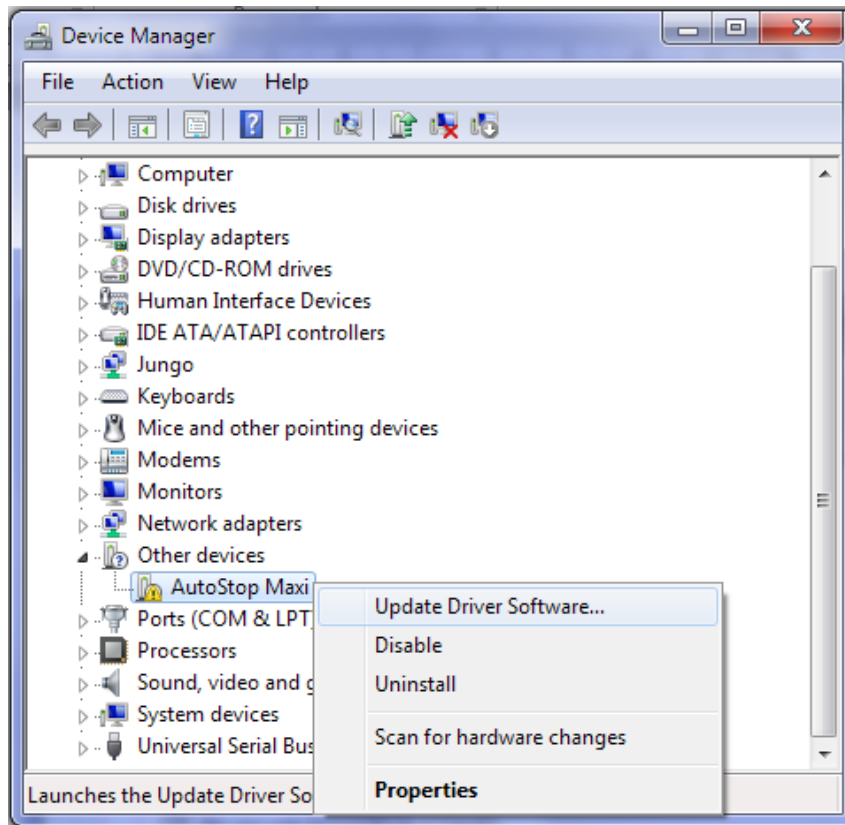 Device Manager
File Action View Help
Computer
Disk drives
Display adapters
DVD/CD-ROM drives
Human Interface Devices
IDE ATA/ATAPI controllers
Jungo
Keyboards
Mice and other pointing devices
Modems
Monitors
Network adapters
Other devices
AutoStop Maxi
Update Driver Software...
Ports (COM & LPT)
Disable
Processors
Sound, video and g
Uninstall
System devices
Scan for hardware changes
Universal Serial Bus
Properties
Launches the Update Driver So